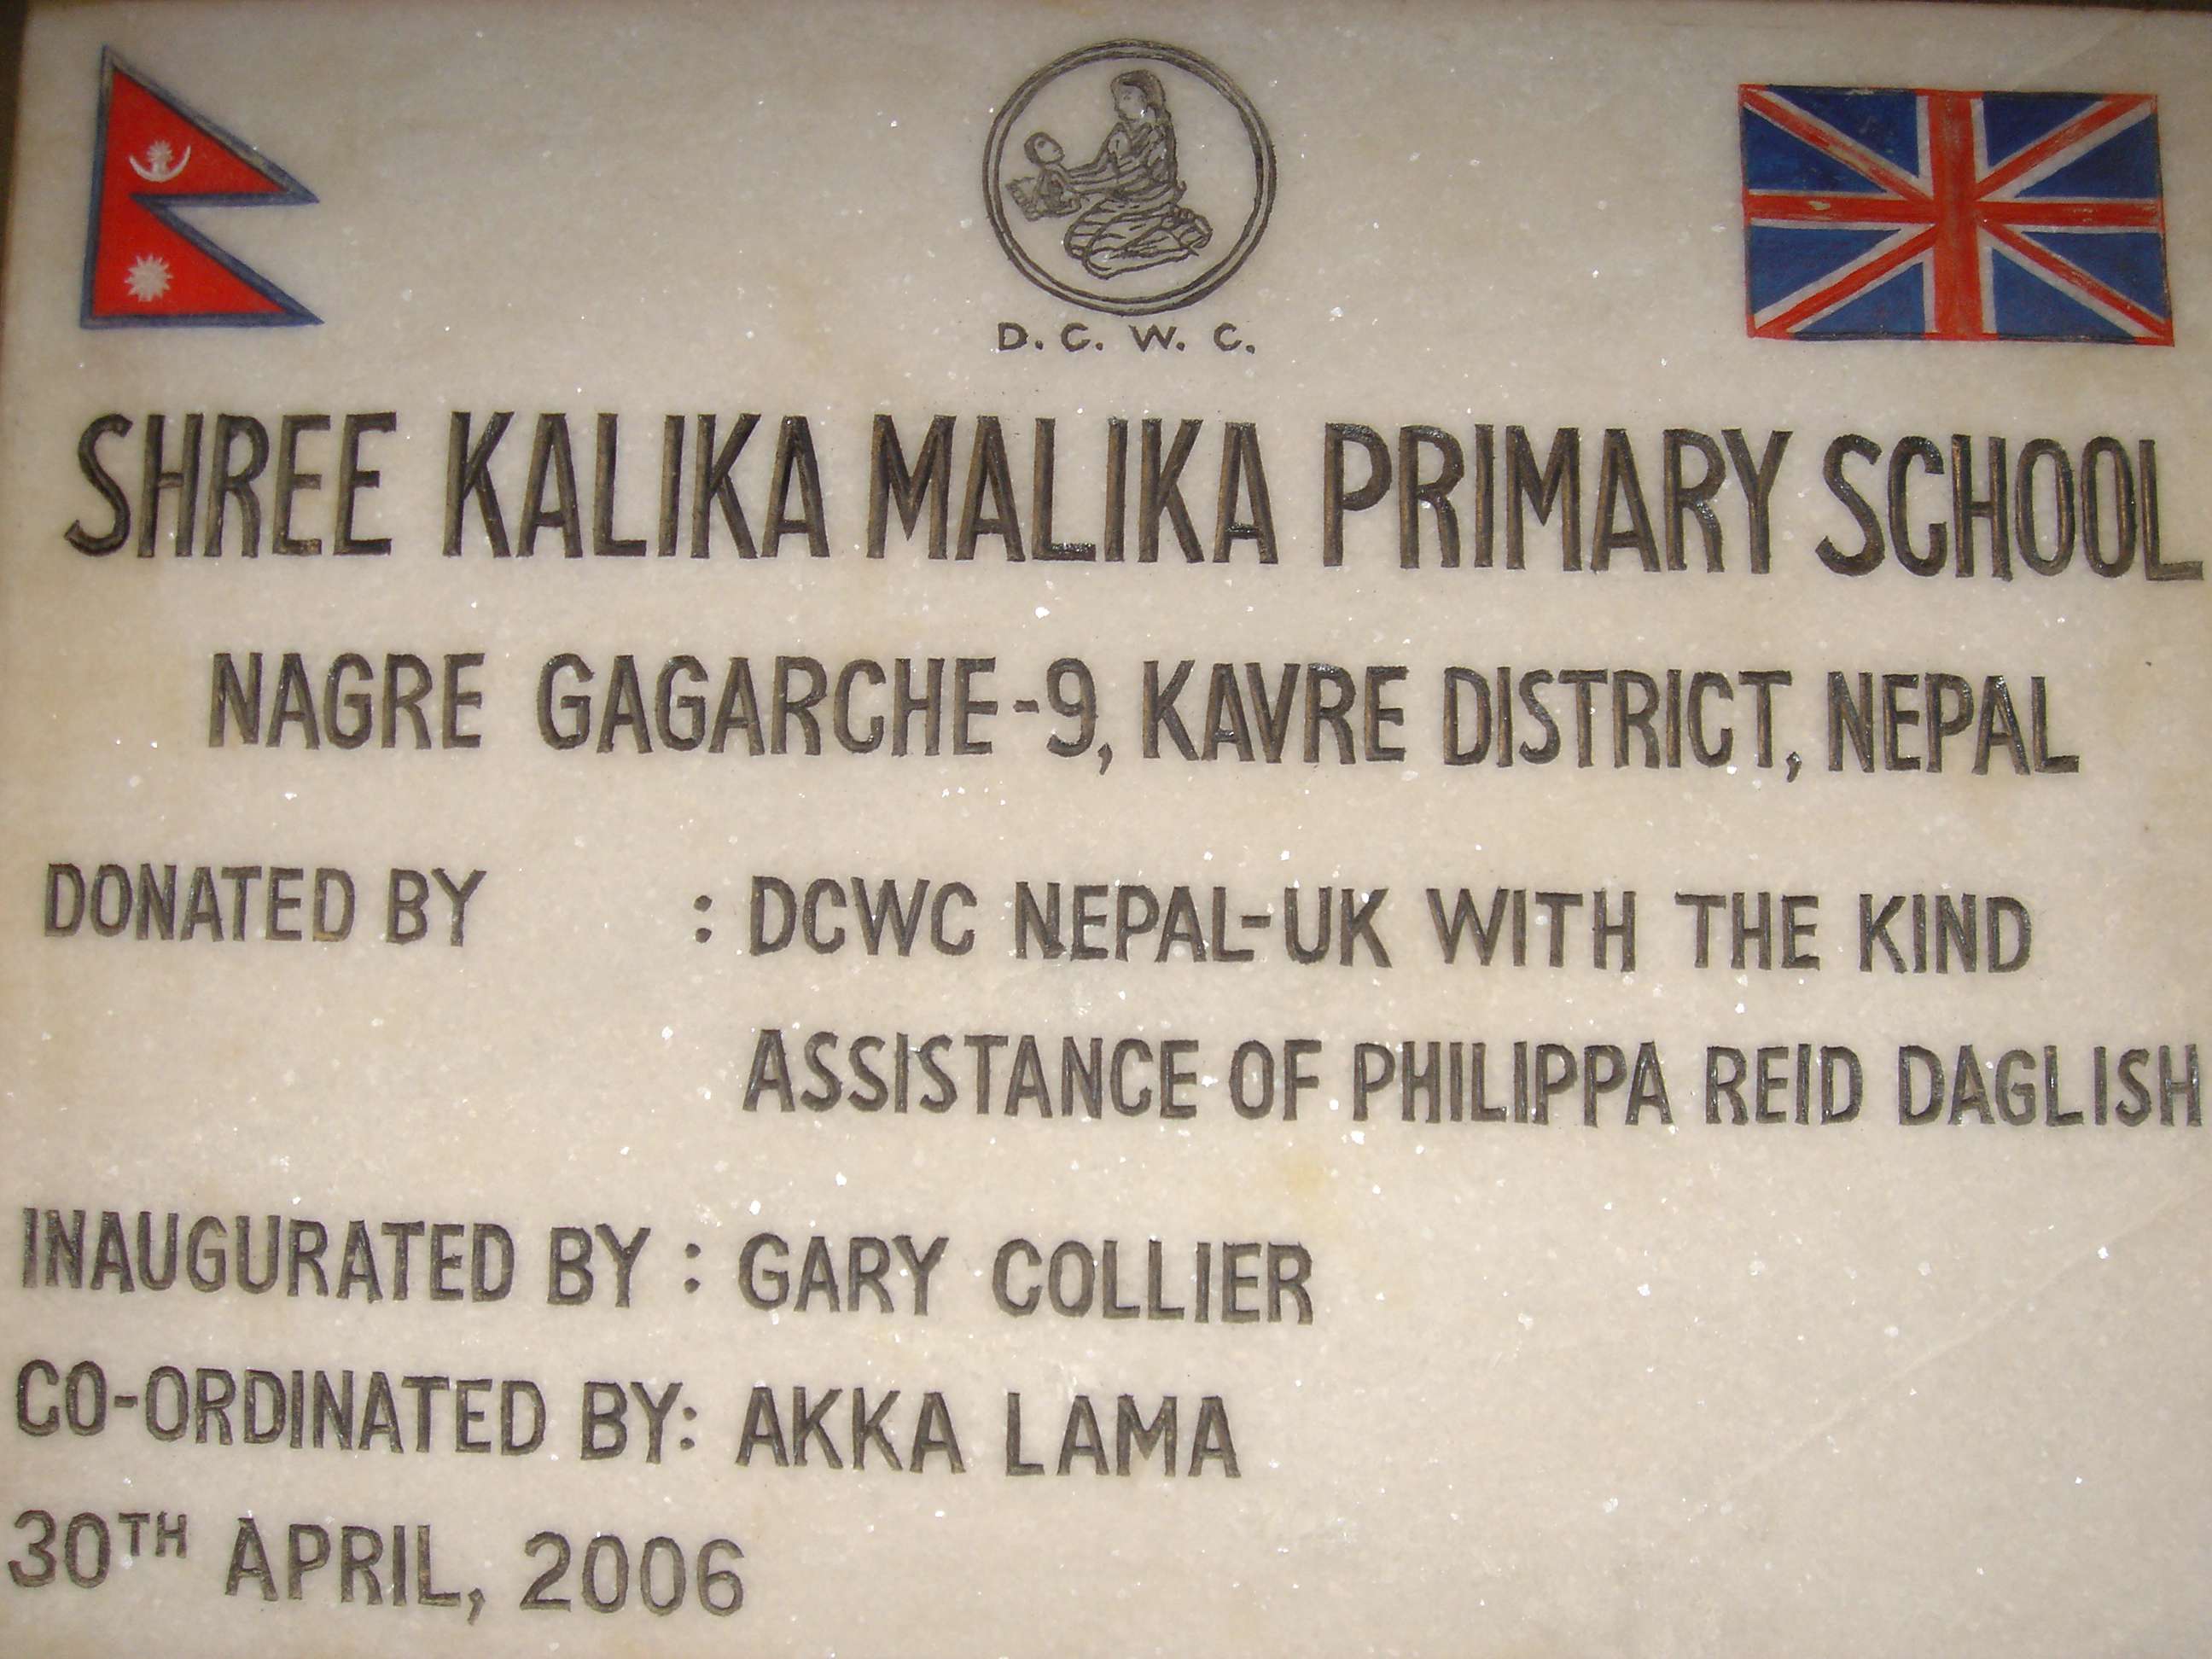 D. C. W. C.
SHREE KALIKA MALIKA PRIMARY SCHOOL
NAGRE GAGARCHE-9, KAVRE DISTRICT, NEPAL
DONATED BY : DCWC NEPAL-UK WITH THE KIND
ASSISTANCE OF PHILIPPA REID DAGLISH
INAUGURATED BY : GARY COLLIER
CO-ORDINATED BY: AKKA LAMA
30TH APRIL, 2006